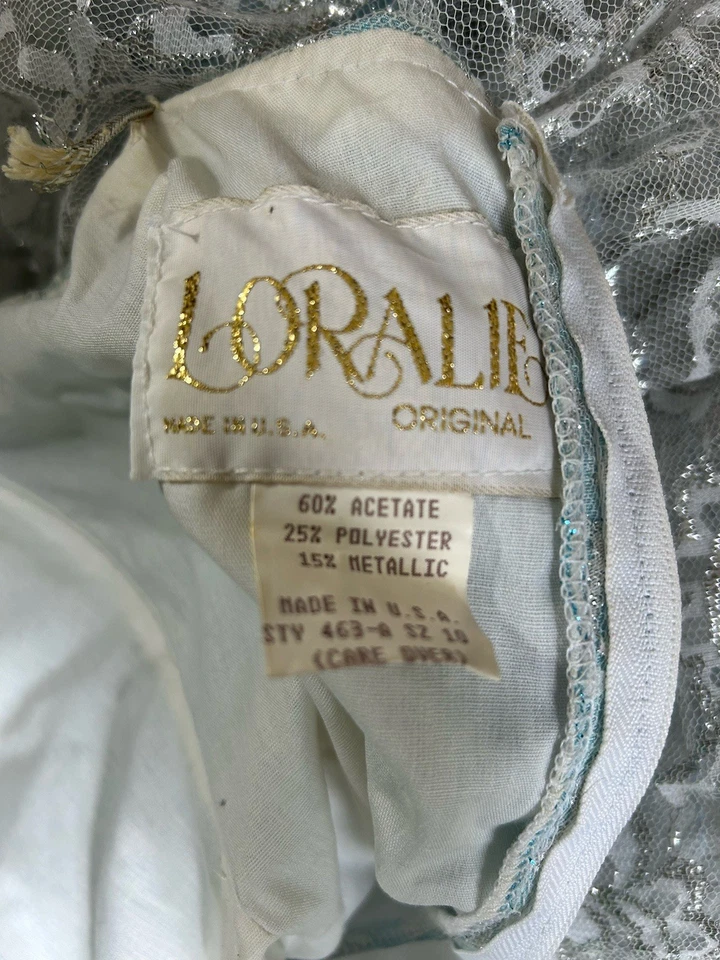 LORALIE
MADE IN U.S.A. ORIGINAL
60% ACETATE
25% POLYESTER
15% METALLIC
MADE IN U.S.A.
STY 463-A SZ 10
(CARE OVER)